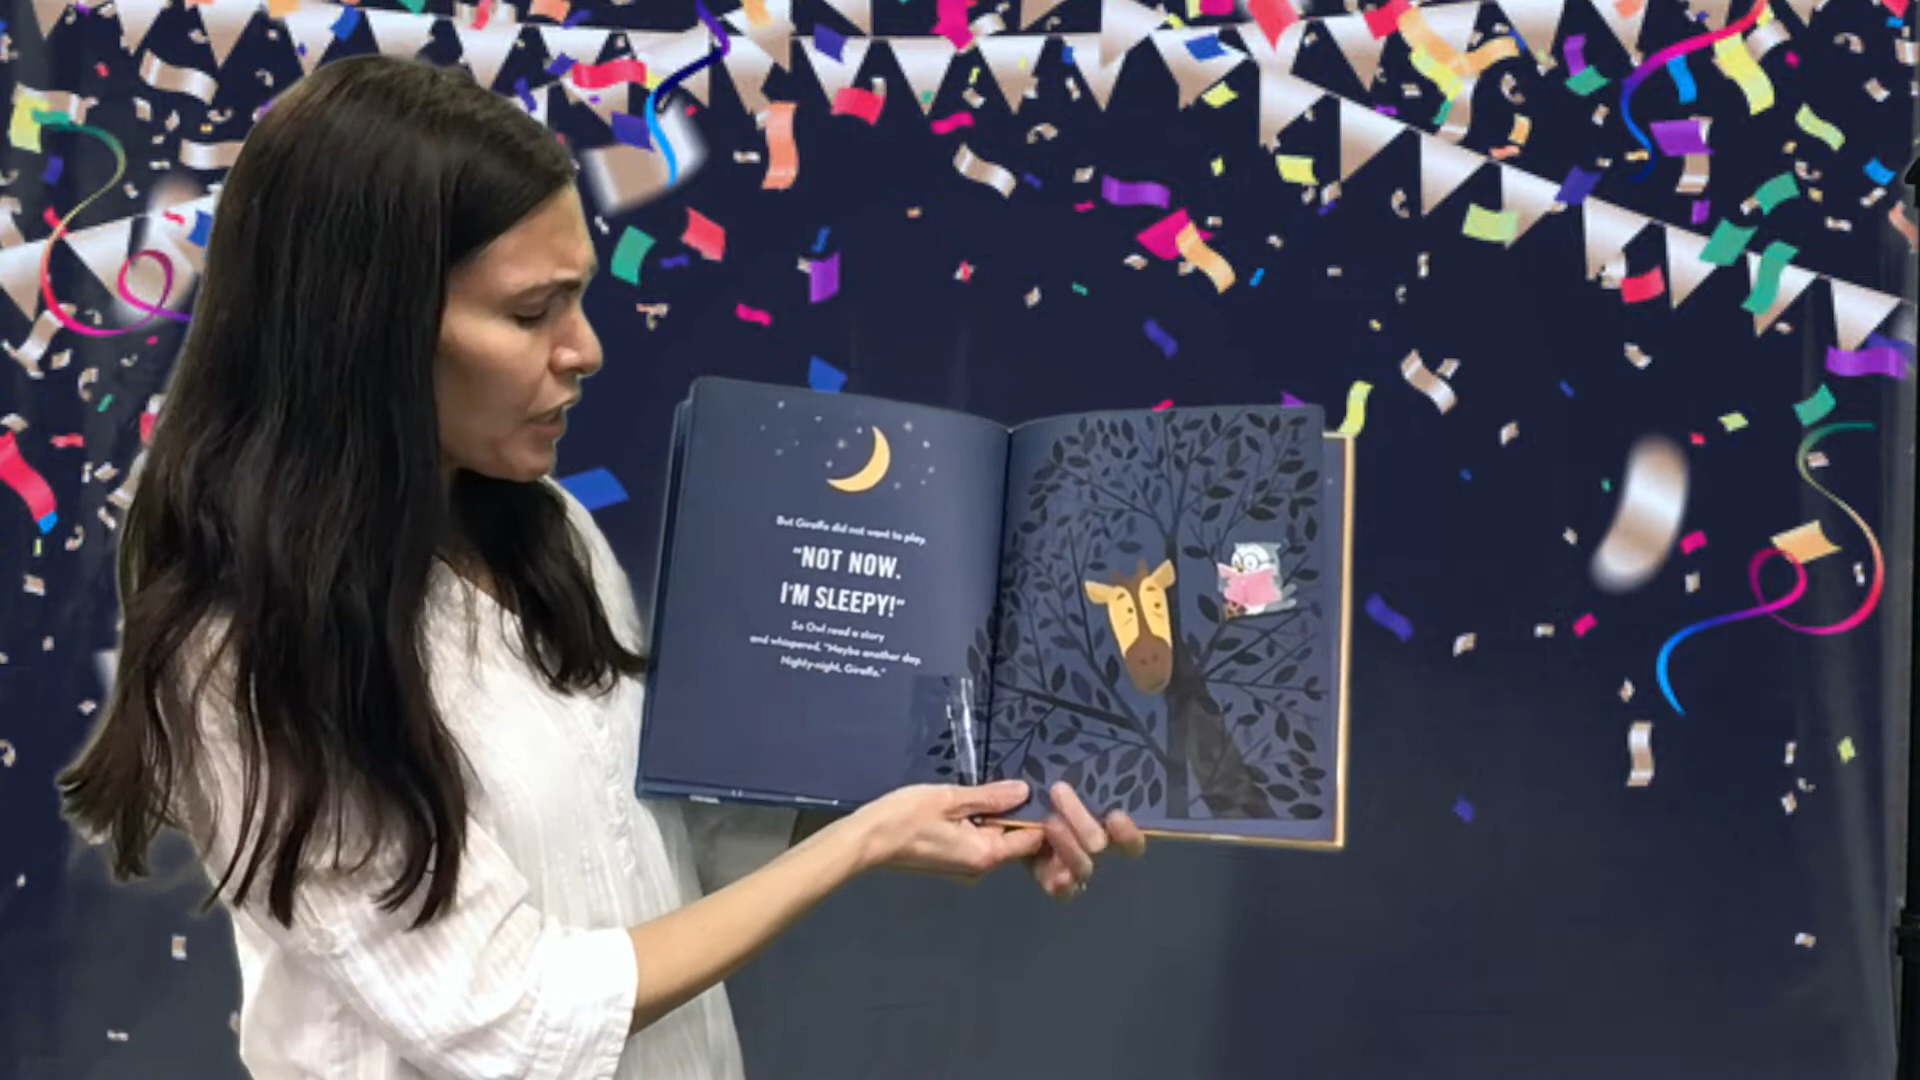 But Giraffe did not want to play.
"NOT NOW.
I'M SLEEPY!"
So Owl read a story
and whispered, "Maybe another day.
Nighty-night, Giraffe."